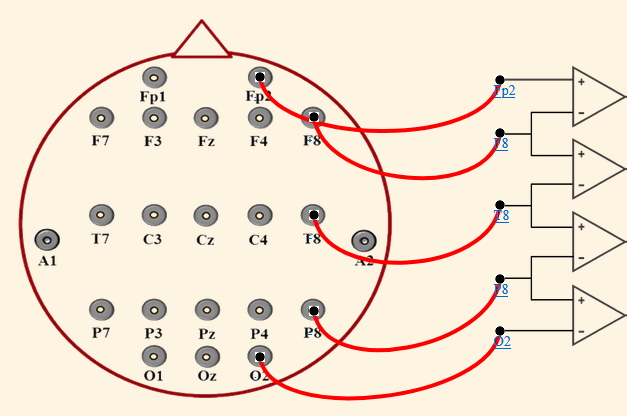 Fp1 Fp2 Fp2
F7 F3 Fz F4 F8 F8
T7 C3 Cz C4 T8 T8
A1 A2
P7 P3 Pz P4 P8 P8
O1 Oz O2 O2
+
−
+
−
+
−
+
−